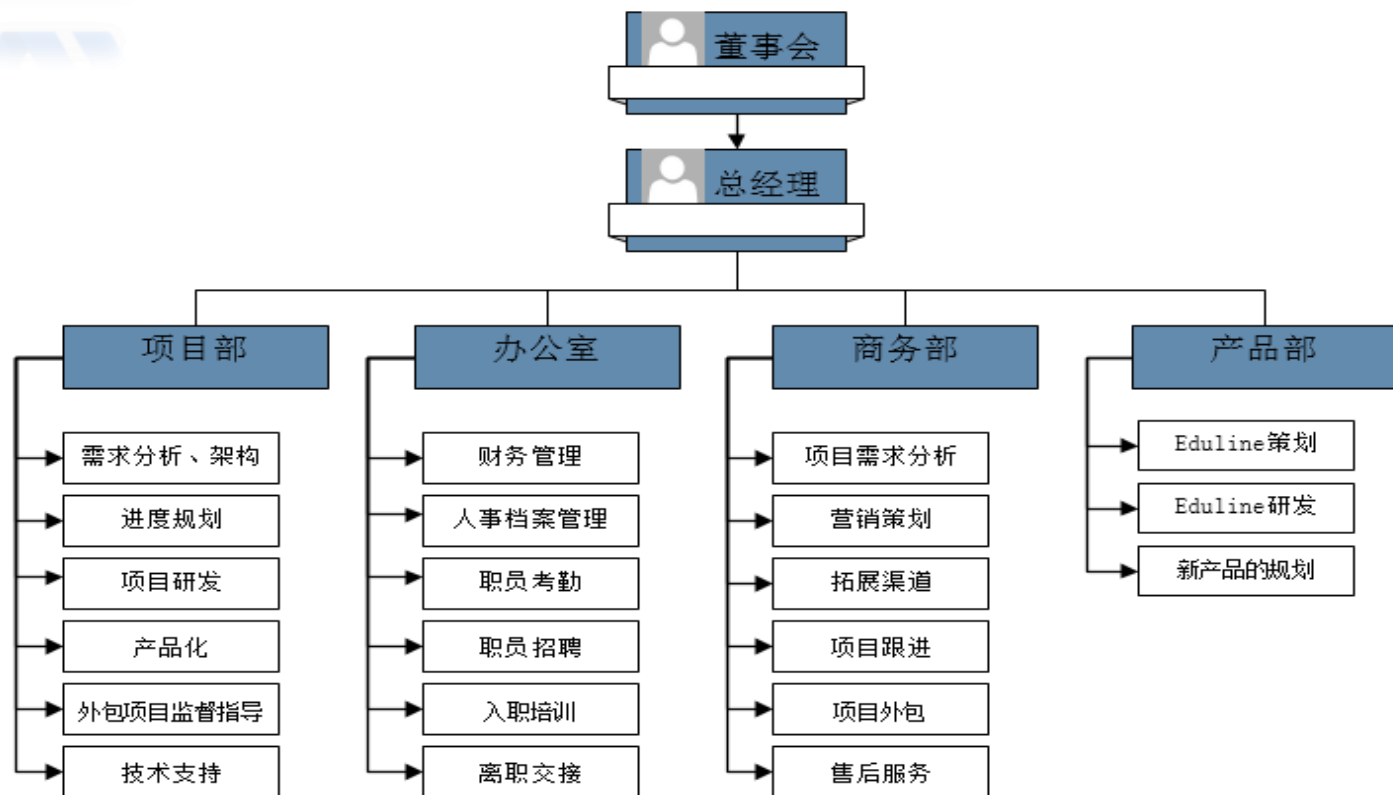 董事会
总经理
项目部
办公室
商务部
产品部
需求分析、架构
进度规划
项目研发
产品化
外包项目监督指导
技术支持
财务管理
人事档案管理
职员考勤
职员招聘
入职培训
离职交接
项目需求分析
营销策划
拓展渠道
项目跟进
项目外包
售后服务
Eduline策划
Eduline研发
新产品的规划